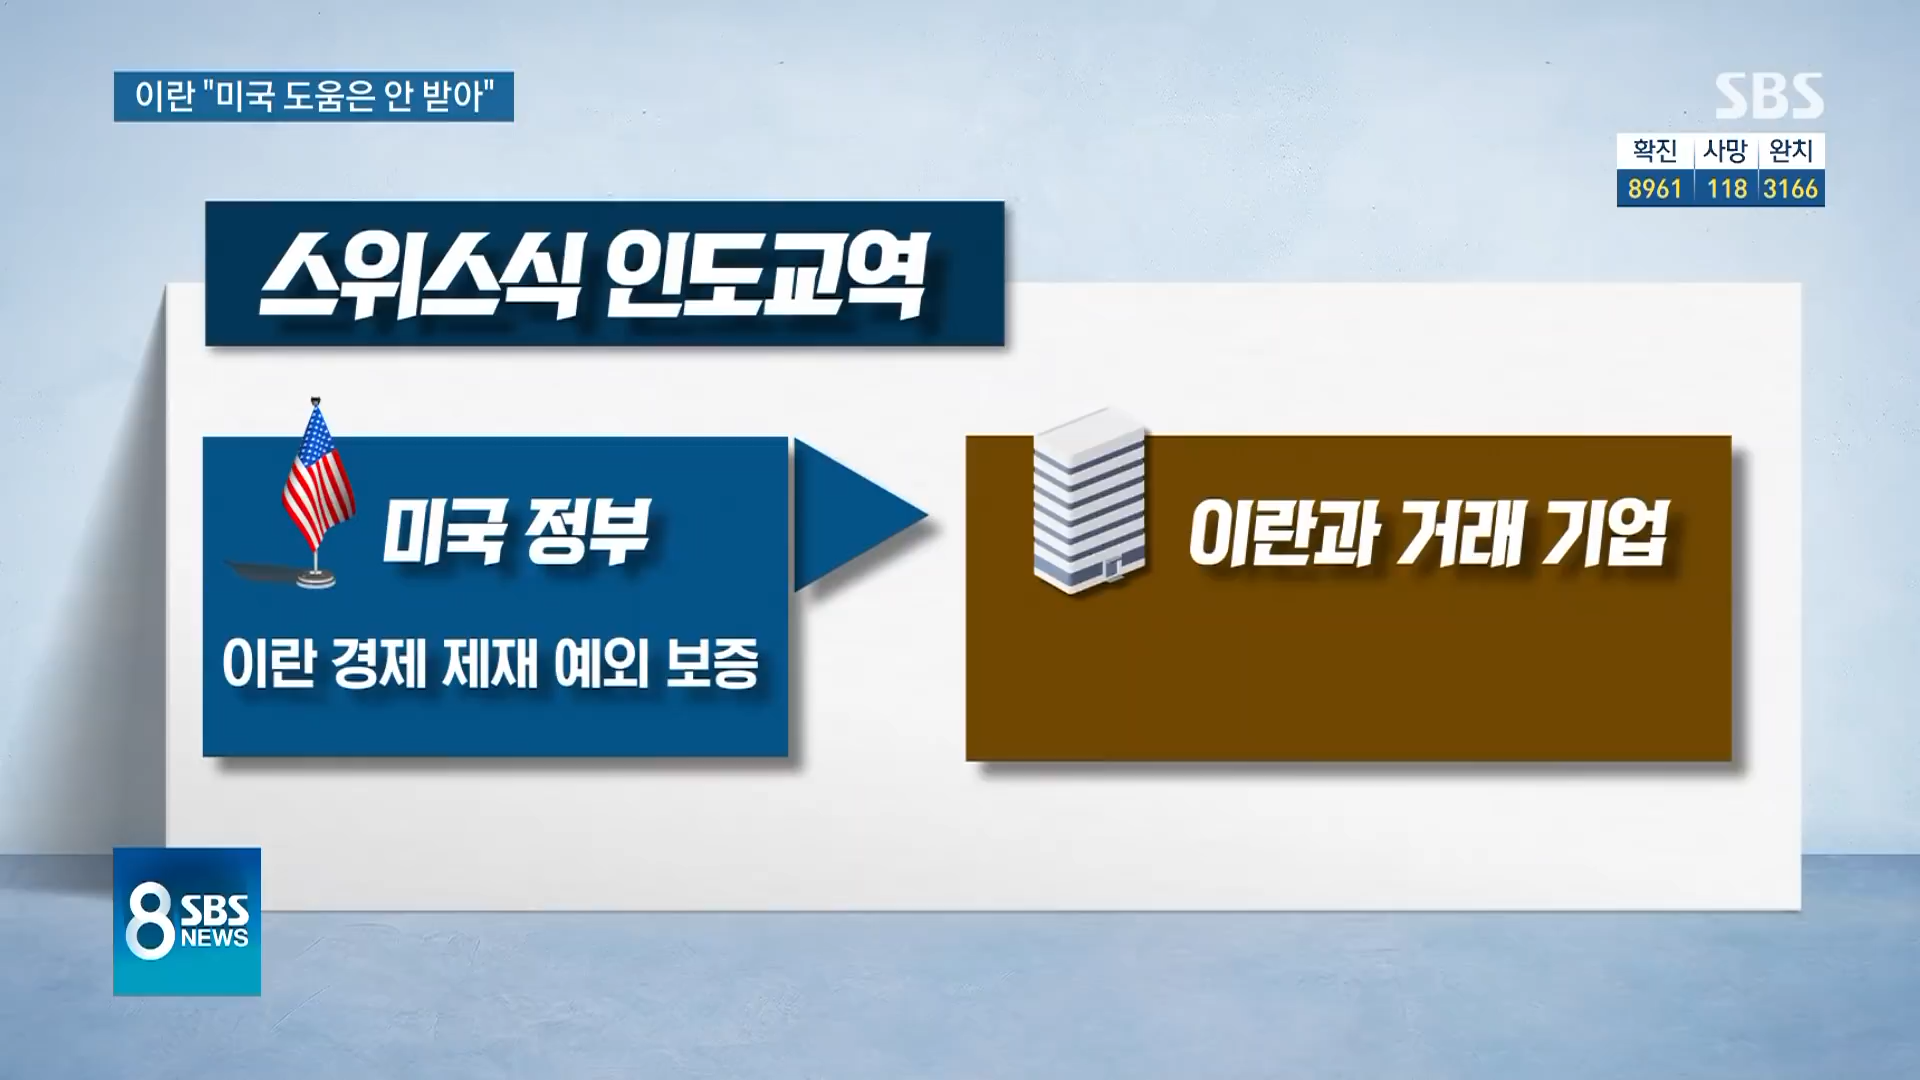 이란 "미국 도움은 안 받아"
SBS
확진 사망 완치
8961 118 3166
스위스식 인도교역
미국 정부
이란 경제 제재 예외 보증
이란과 거래 기업
8 SBS
NEWS